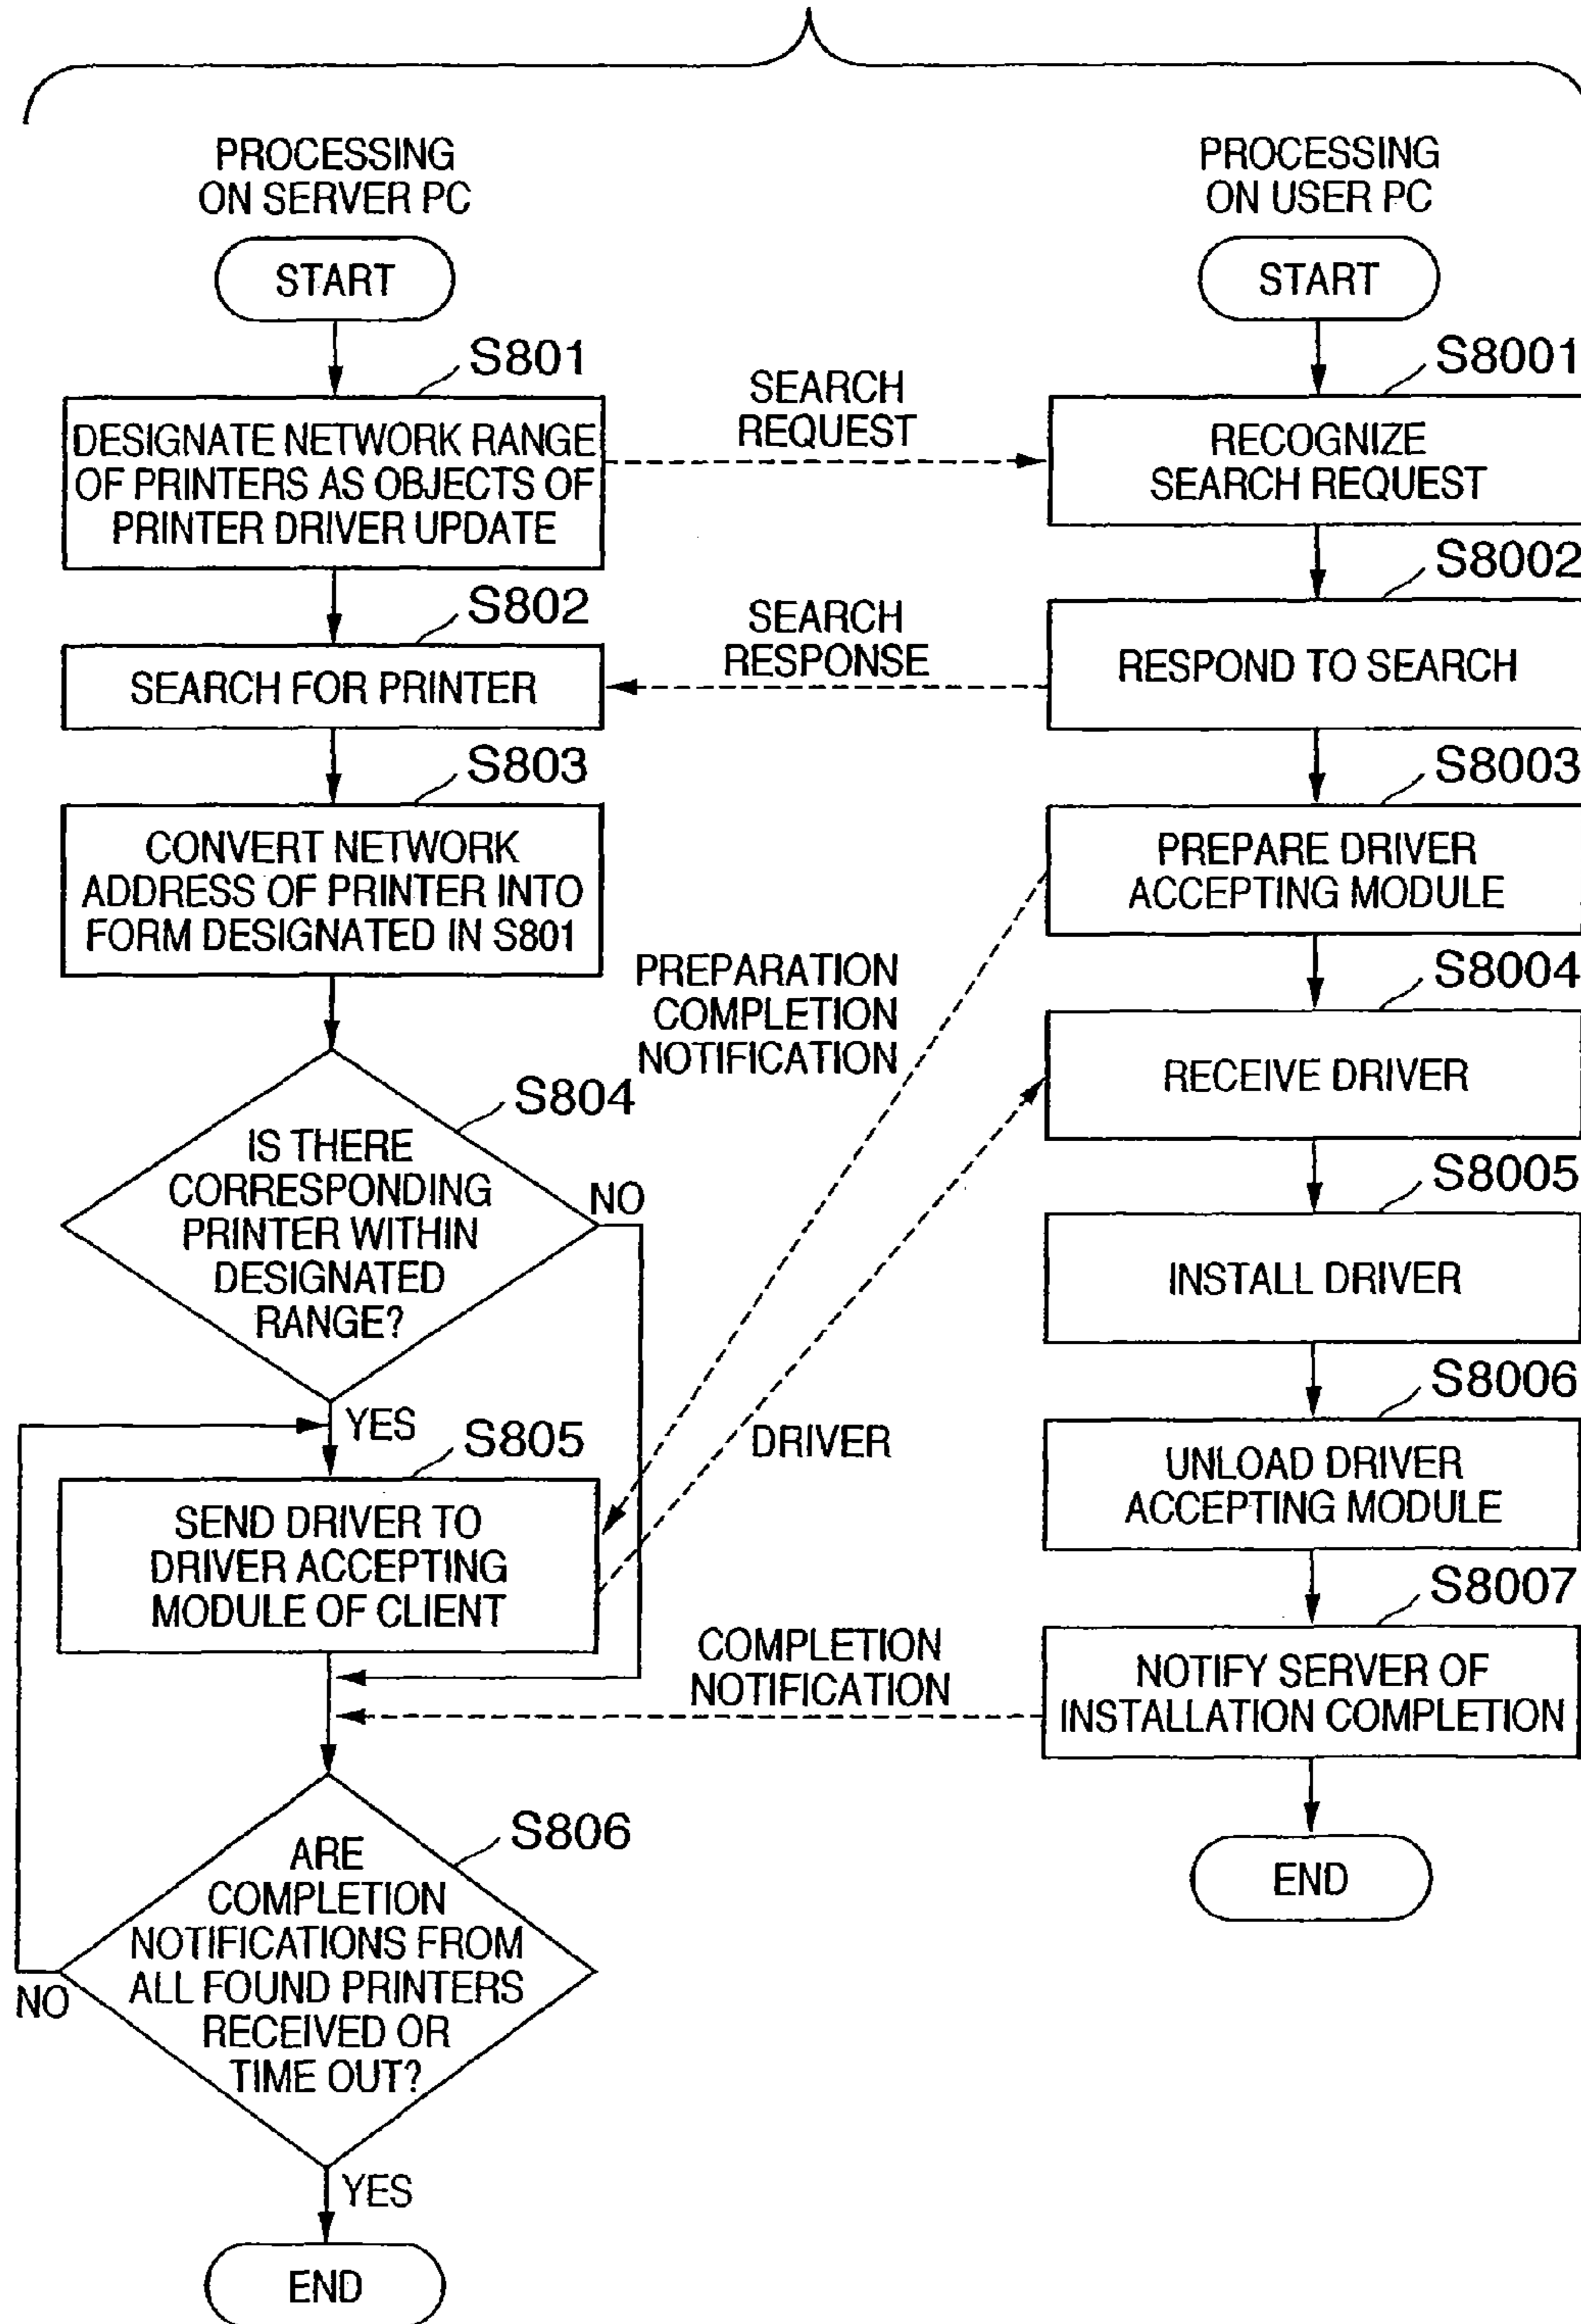 PROCESSING
ON SERVER PC
START
S801
DESIGNATE NETWORK RANGE
OF PRINTERS AS OBJECTS OF
PRINTER DRIVER UPDATE
S802
SEARCH FOR PRINTER
S803
CONVERT NETWORK
ADDRESS OF PRINTER INTO
FORM DESIGNATED IN S801
S804
IS THERE
CORRESPONDING
PRINTER WITHIN
DESIGNATED
RANGE?
NO
YES
S805
SEND DRIVER TO
DRIVER ACCEPTING
MODULE OF CLIENT
S806
ARE
COMPLETION
NOTIFICATIONS FROM
ALL FOUND PRINTERS
RECEIVED OR
TIME OUT?
NO
YES
END
SEARCH
REQUEST
SEARCH
RESPONSE
PREPARATION
COMPLETION
NOTIFICATION
DRIVER
COMPLETION
NOTIFICATION
PROCESSING
ON USER PC
START
S8001
RECOGNIZE
SEARCH REQUEST
S8002
RESPOND TO SEARCH
S8003
PREPARE DRIVER
ACCEPTING MODULE
S8004
RECEIVE DRIVER
S8005
INSTALL DRIVER
S8006
UNLOAD DRIVER
ACCEPTING MODULE
S8007
NOTIFY SERVER OF
INSTALLATION COMPLETION
END